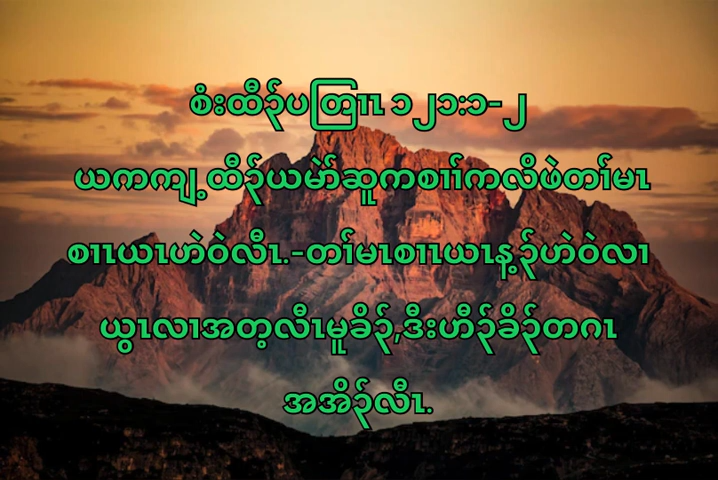 စံးထီၣ်ပတြၢၤ ၁၂၁:၁-၂
ယကကျ့ထီၣ်ယမဲာ်ဆူကစၢၢ်ကလိဖဲတၢ်မၤ
စၢၤယၤဟဲဝဲလီၤ.-တၢ်မၤစၢၤယၤန့ၣ်ဟဲဝဲလၢ
ယွၤလၢအတ့လီၤမူခိၣ်,ဒီးဟီၣ်ခိၣ်တဂၤ
အအိၣ်လီၤ.